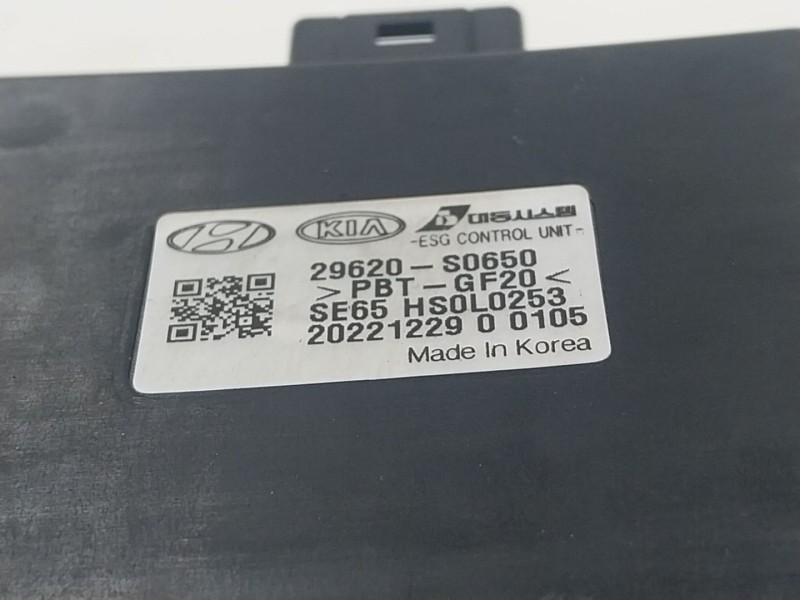 KIA 대동시스템
-ESG CONTROL UNIT-
29620-S0650
>PBT-GF20<
SE65 HS0L0253
20221229 0 0105
Made In Korea